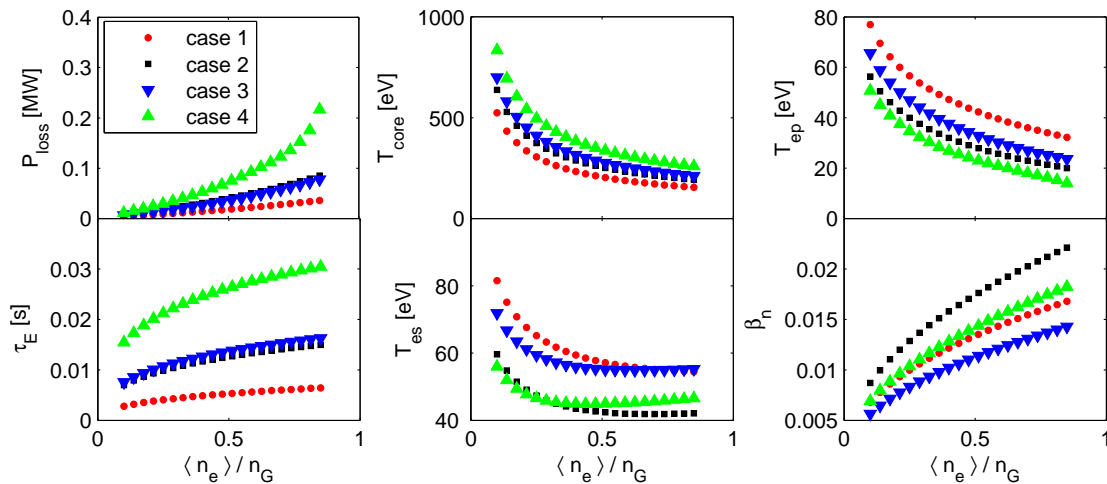 0.4
0.3
0.2
0.1
0
P_loss [MW]
case 1
case 2
case 3
case 4
1000
500
0
T_core [eV]
80
60
40
20
0
T_ep [eV]
0.03
0.02
0.01
0
τ_E [s]
0
0.5
1
⟨ n_e ⟩ / n_G
80
60
40
T_es [eV]
0
0.5
1
⟨ n_e ⟩ / n_G
0.02
0.015
0.01
0.005
β_n
0
0.5
1
⟨ n_e ⟩ / n_G